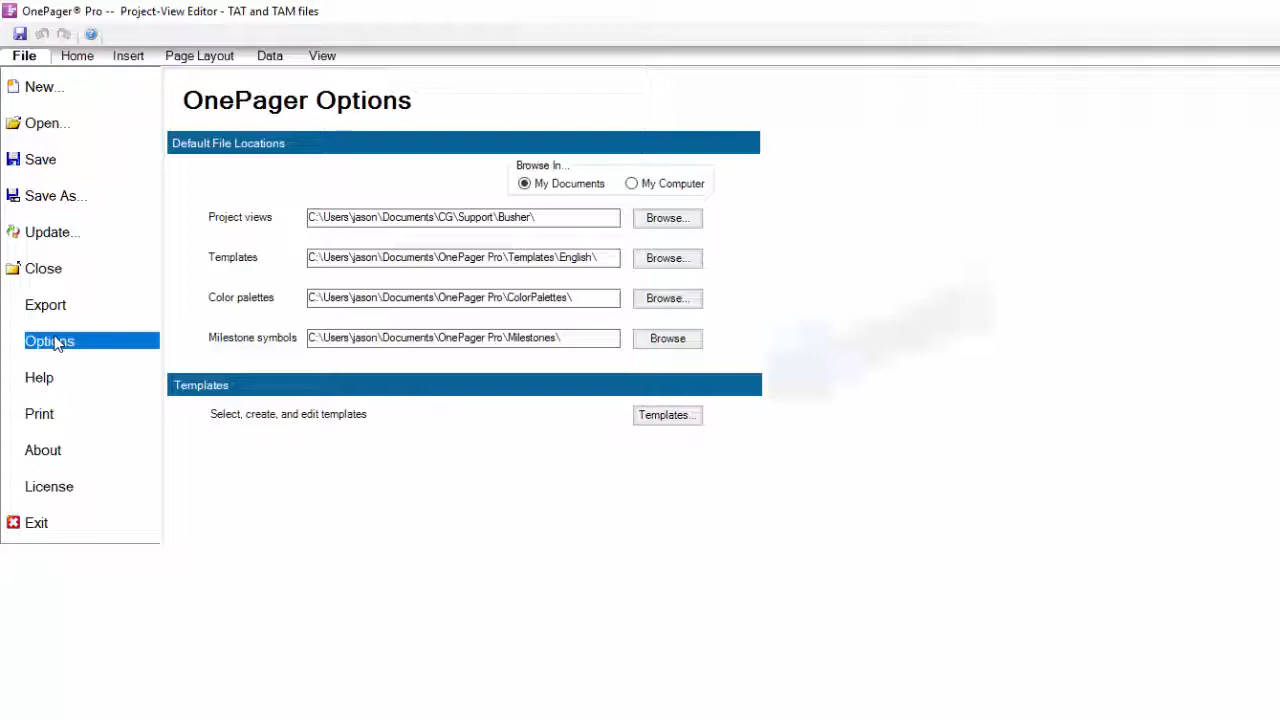 OnePager® Pro -- Project-View Editor - TAT and TAM files
File Home Insert Page Layout Data View
New...
Open...
Save
Save As...
Update...
Close
Export
Options
Help
Print
About
License
Exit
OnePager Options
Default File Locations
Browse In...
My Documents My Computer
Project views C:\Users\jason\Documents\CG\Support\Busher\ Browse...
Templates C:\Users\jason\Documents\OnePager Pro\Templates\English\ Browse...
Color palettes C:\Users\jason\Documents\OnePager Pro\ColorPalettes\ Browse...
Milestone symbols C:\Users\jason\Documents\OnePager Pro\Milestones\ Browse
Templates
Select, create, and edit templates Templates...